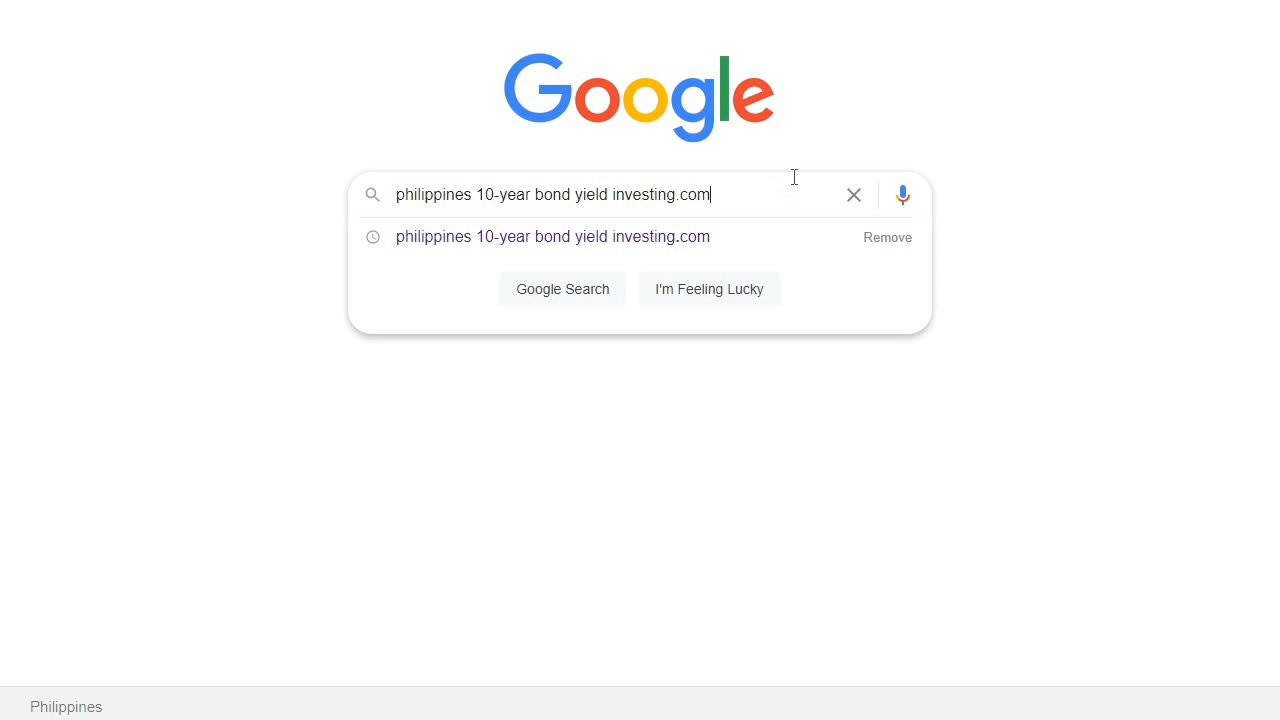 Google
philippines 10-year bond yield investing.com
philippines 10-year bond yield investing.com Remove
Google Search I'm Feeling Lucky
Philippines